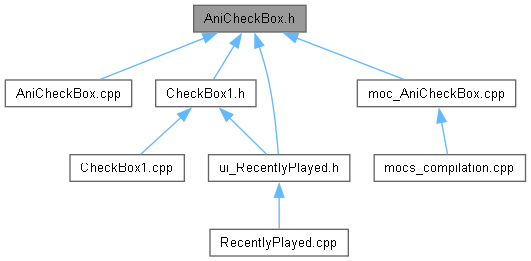 AniCheckBox.h
AniCheckBox.cpp
CheckBox1.h
moc_AniCheckBox.cpp
CheckBox1.cpp
ui_RecentlyPlayed.h
mocs_compilation.cpp
RecentlyPlayed.cpp